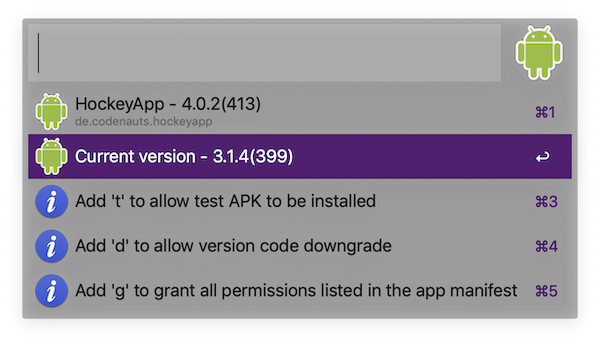 HockeyApp - 4.0.2(413)
de.codenauts.hockeyapp
⌘1
Current version - 3.1.4(399)
↩
Add 't' to allow test APK to be installed
⌘3
Add 'd' to allow version code downgrade
⌘4
Add 'g' to grant all permissions listed in the app manifest
⌘5